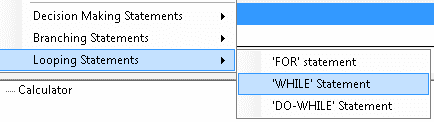 Decision Making Statements
Branching Statements
Looping Statements
'FOR' statement
'WHILE' Statement
'DO-WHILE' Statement
Calculator